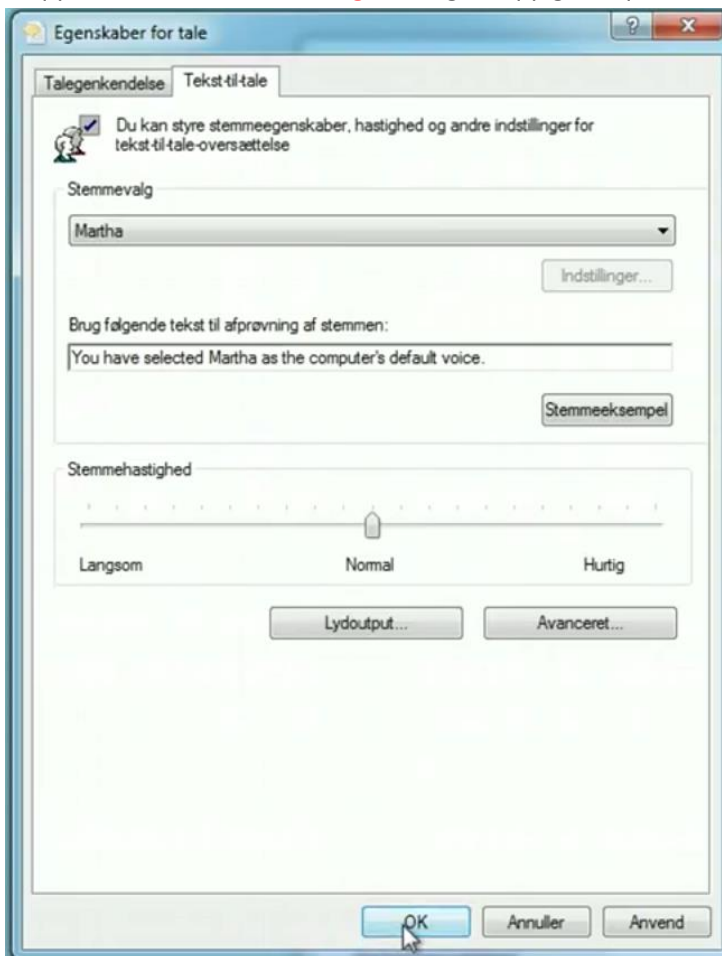 Egenskaber for tale
Talegenkendelse Tekst-til-tale
Du kan styre stemmeegenskaber, hastighed og andre indstillinger for
tekst-til-tale-oversættelse
Stemmevalg
Martha
Indstillinger...
Brug følgende tekst til afprøvning af stemmen:
You have selected Martha as the computer's default voice.
Stemmeeksempel
Stemmehastighed
Langsom Normal Hurtig
Lydoutput... Avanceret...
OK Annuller Anvend